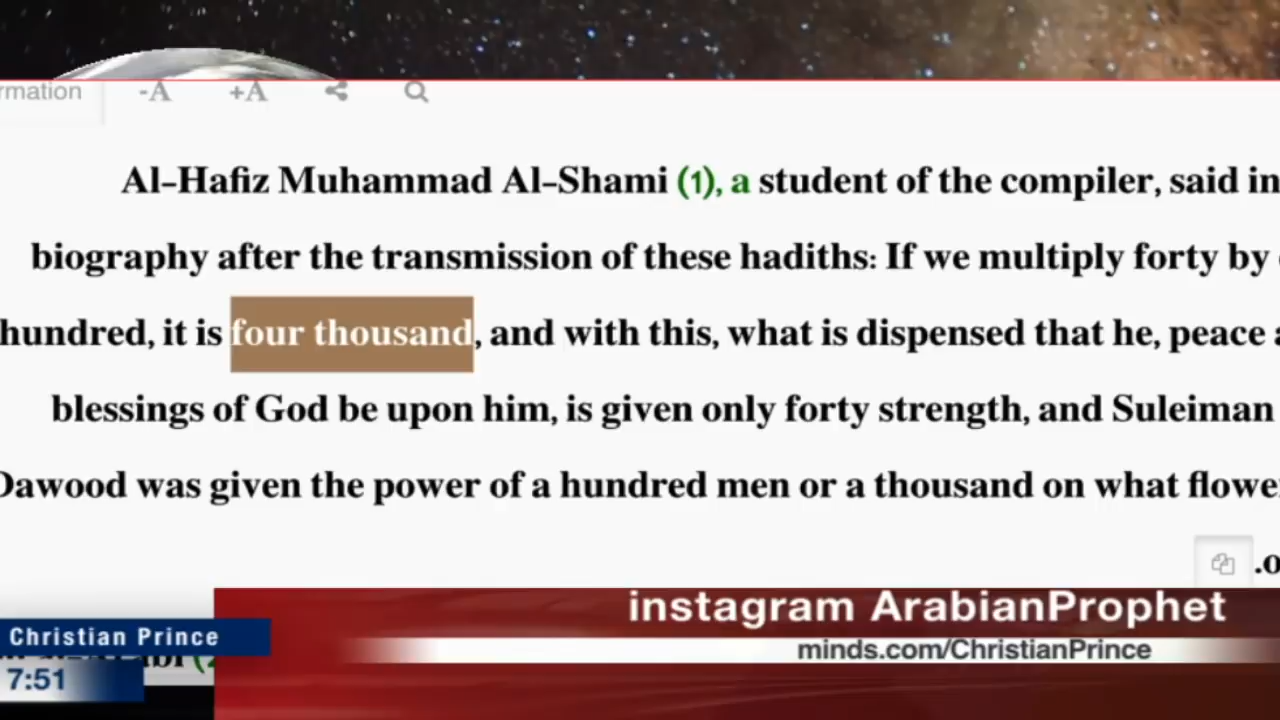 rmation -A +A
Al-Hafiz Muhammad Al-Shami (1), a student of the compiler, said in
biography after the transmission of these hadiths: If we multiply forty by
hundred, it is four thousand, and with this, what is dispensed that he, peace
blessings of God be upon him, is given only forty strength, and Suleiman
Dawood was given the power of a hundred men or a thousand on what flowe
.o
instagram ArabianProphet
Christian Prince
minds.com/ChristianPrince
7:51